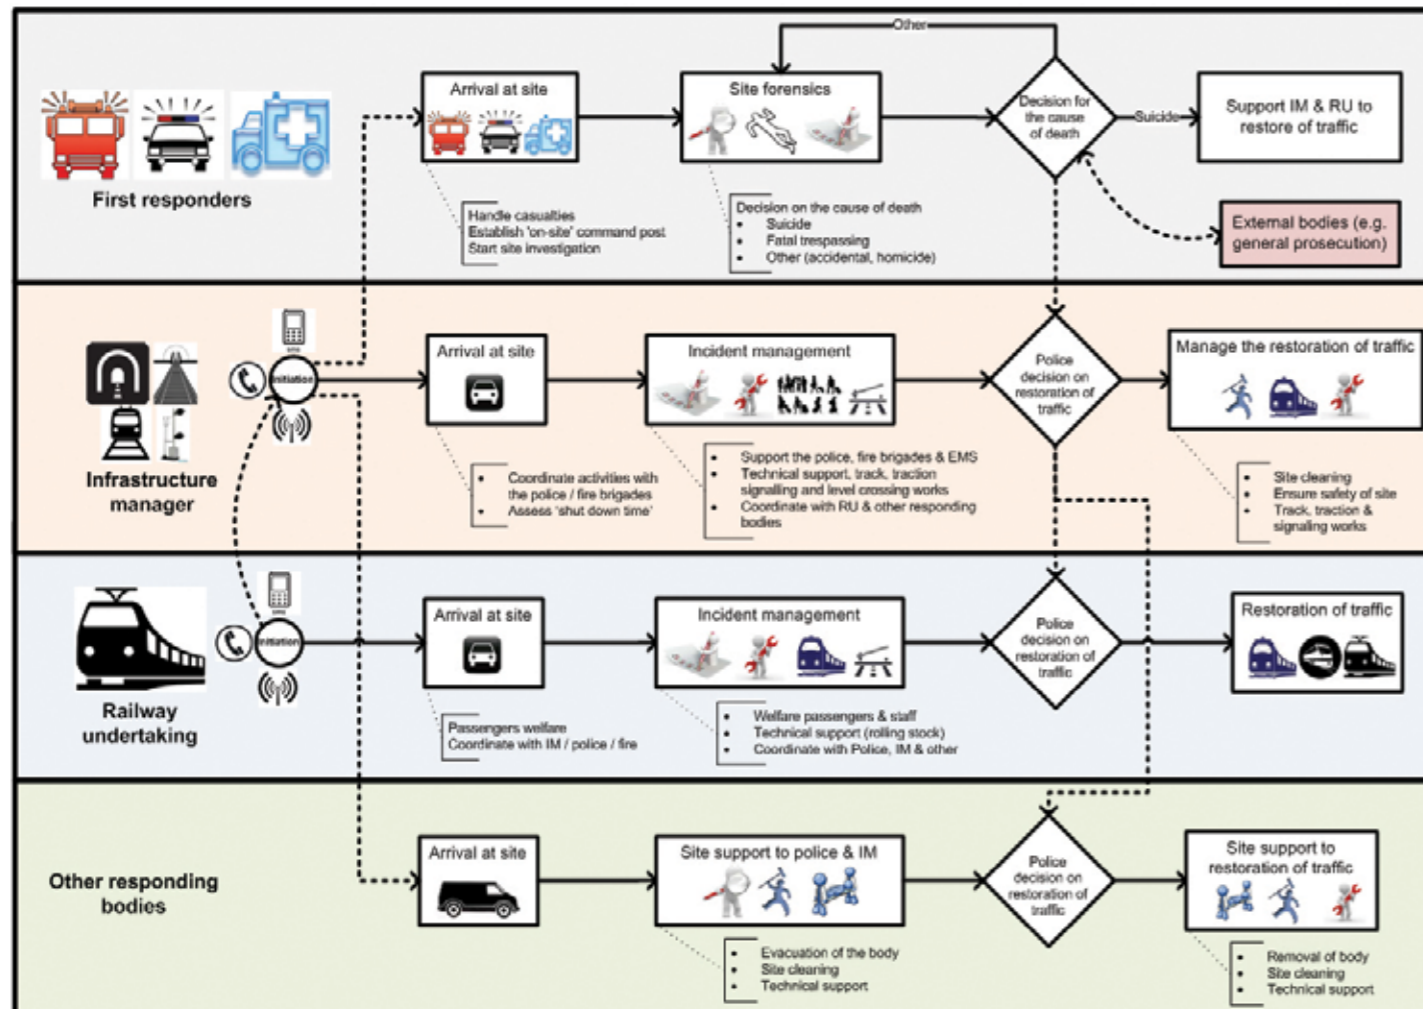 Other
Arrival at site
Site forensics
Decision for
the cause
of death
Suicide
Support IM & RU to
restore of traffic
First responders
Handle casualties
Establish 'on-site' command post
Start site investigation
Decision on the cause of death
• Suicide
• Fatal trespassing
• Other (accidental, homicide)
External bodies (e.g.
general prosecution)
Initiation
Arrival at site
Incident management
Police
decision on
restoration of
traffic
Manage the restoration of traffic
Infrastructure
manager
• Coordinate activities with
the police / fire brigades
• Assess 'shut down time'
• Support the police, fire brigades & EMS
• Technical support, track, traction
signalling and level crossing works
• Coordinate with RU & other responding
bodies
• Site cleaning
• Ensure safety of site
• Track, traction &
signaling works
Initiation
Arrival at site
Incident management
Police
decision on
restoration of
traffic
Restoration of traffic
Railway
undertaking
Passengers welfare
Coordinate with IM / police / fire
• Welfare passengers & staff
• Technical support (rolling stock)
• Coordinate with Police, IM & other
Other responding
bodies
Arrival at site
Site support to police & IM
Police
decision on
restoration of
traffic
Site support to
restoration of traffic
• Evacuation of the body
• Site cleaning
• Technical support
• Removal of body
• Site cleaning
• Technical support